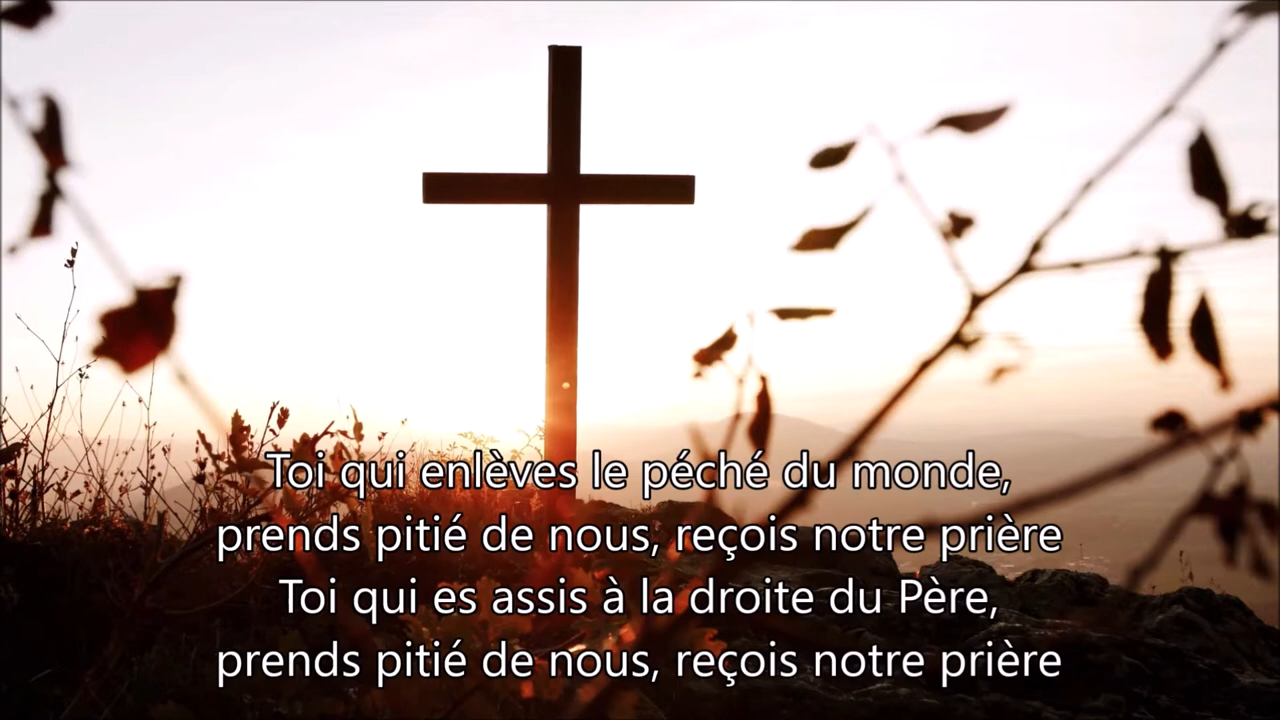 Toi qui enlèves le péché du monde,
prends pitié de nous, reçois notre prière
Toi qui es assis à la droite du Père,
prends pitié de nous, reçois notre prière